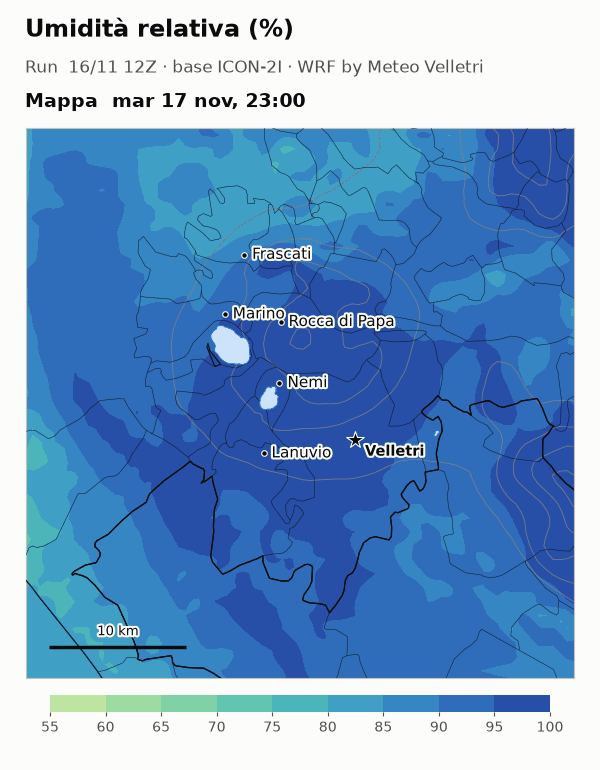 Umidità relativa (%)
Run  16/11 12Z · base ICON-2I · WRF by Meteo Velletri
Mappa  mar 17 nov, 23:00
Frascati
Marino
Rocca di Papa
Nemi
Velletri
Lanuvio
10 km
55 60 65 70 75 80 85 90 95 100